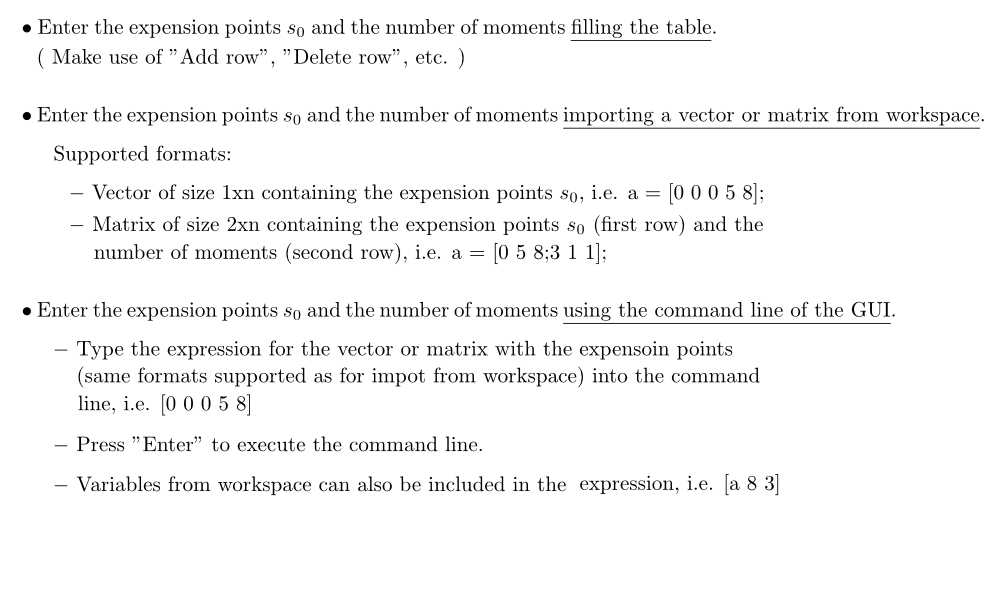 • Enter the expension points s₀ and the number of moments filling the table.
( Make use of ”Add row”, ”Delete row”, etc. )
• Enter the expension points s₀ and the number of moments importing a vector or matrix from workspace.
Supported formats:
– Vector of size 1xn containing the expension points s₀, i.e. a = [0 0 0 5 8];
– Matrix of size 2xn containing the expension points s₀ (first row) and the
number of moments (second row), i.e. a = [0 5 8;3 1 1];
• Enter the expension points s₀ and the number of moments using the command line of the GUI.
– Type the expression for the vector or matrix with the expensoin points
(same formats supported as for impot from workspace) into the command
line, i.e. [0 0 0 5 8]
– Press ”Enter” to execute the command line.
– Variables from workspace can also be included in the expression, i.e. [a 8 3]